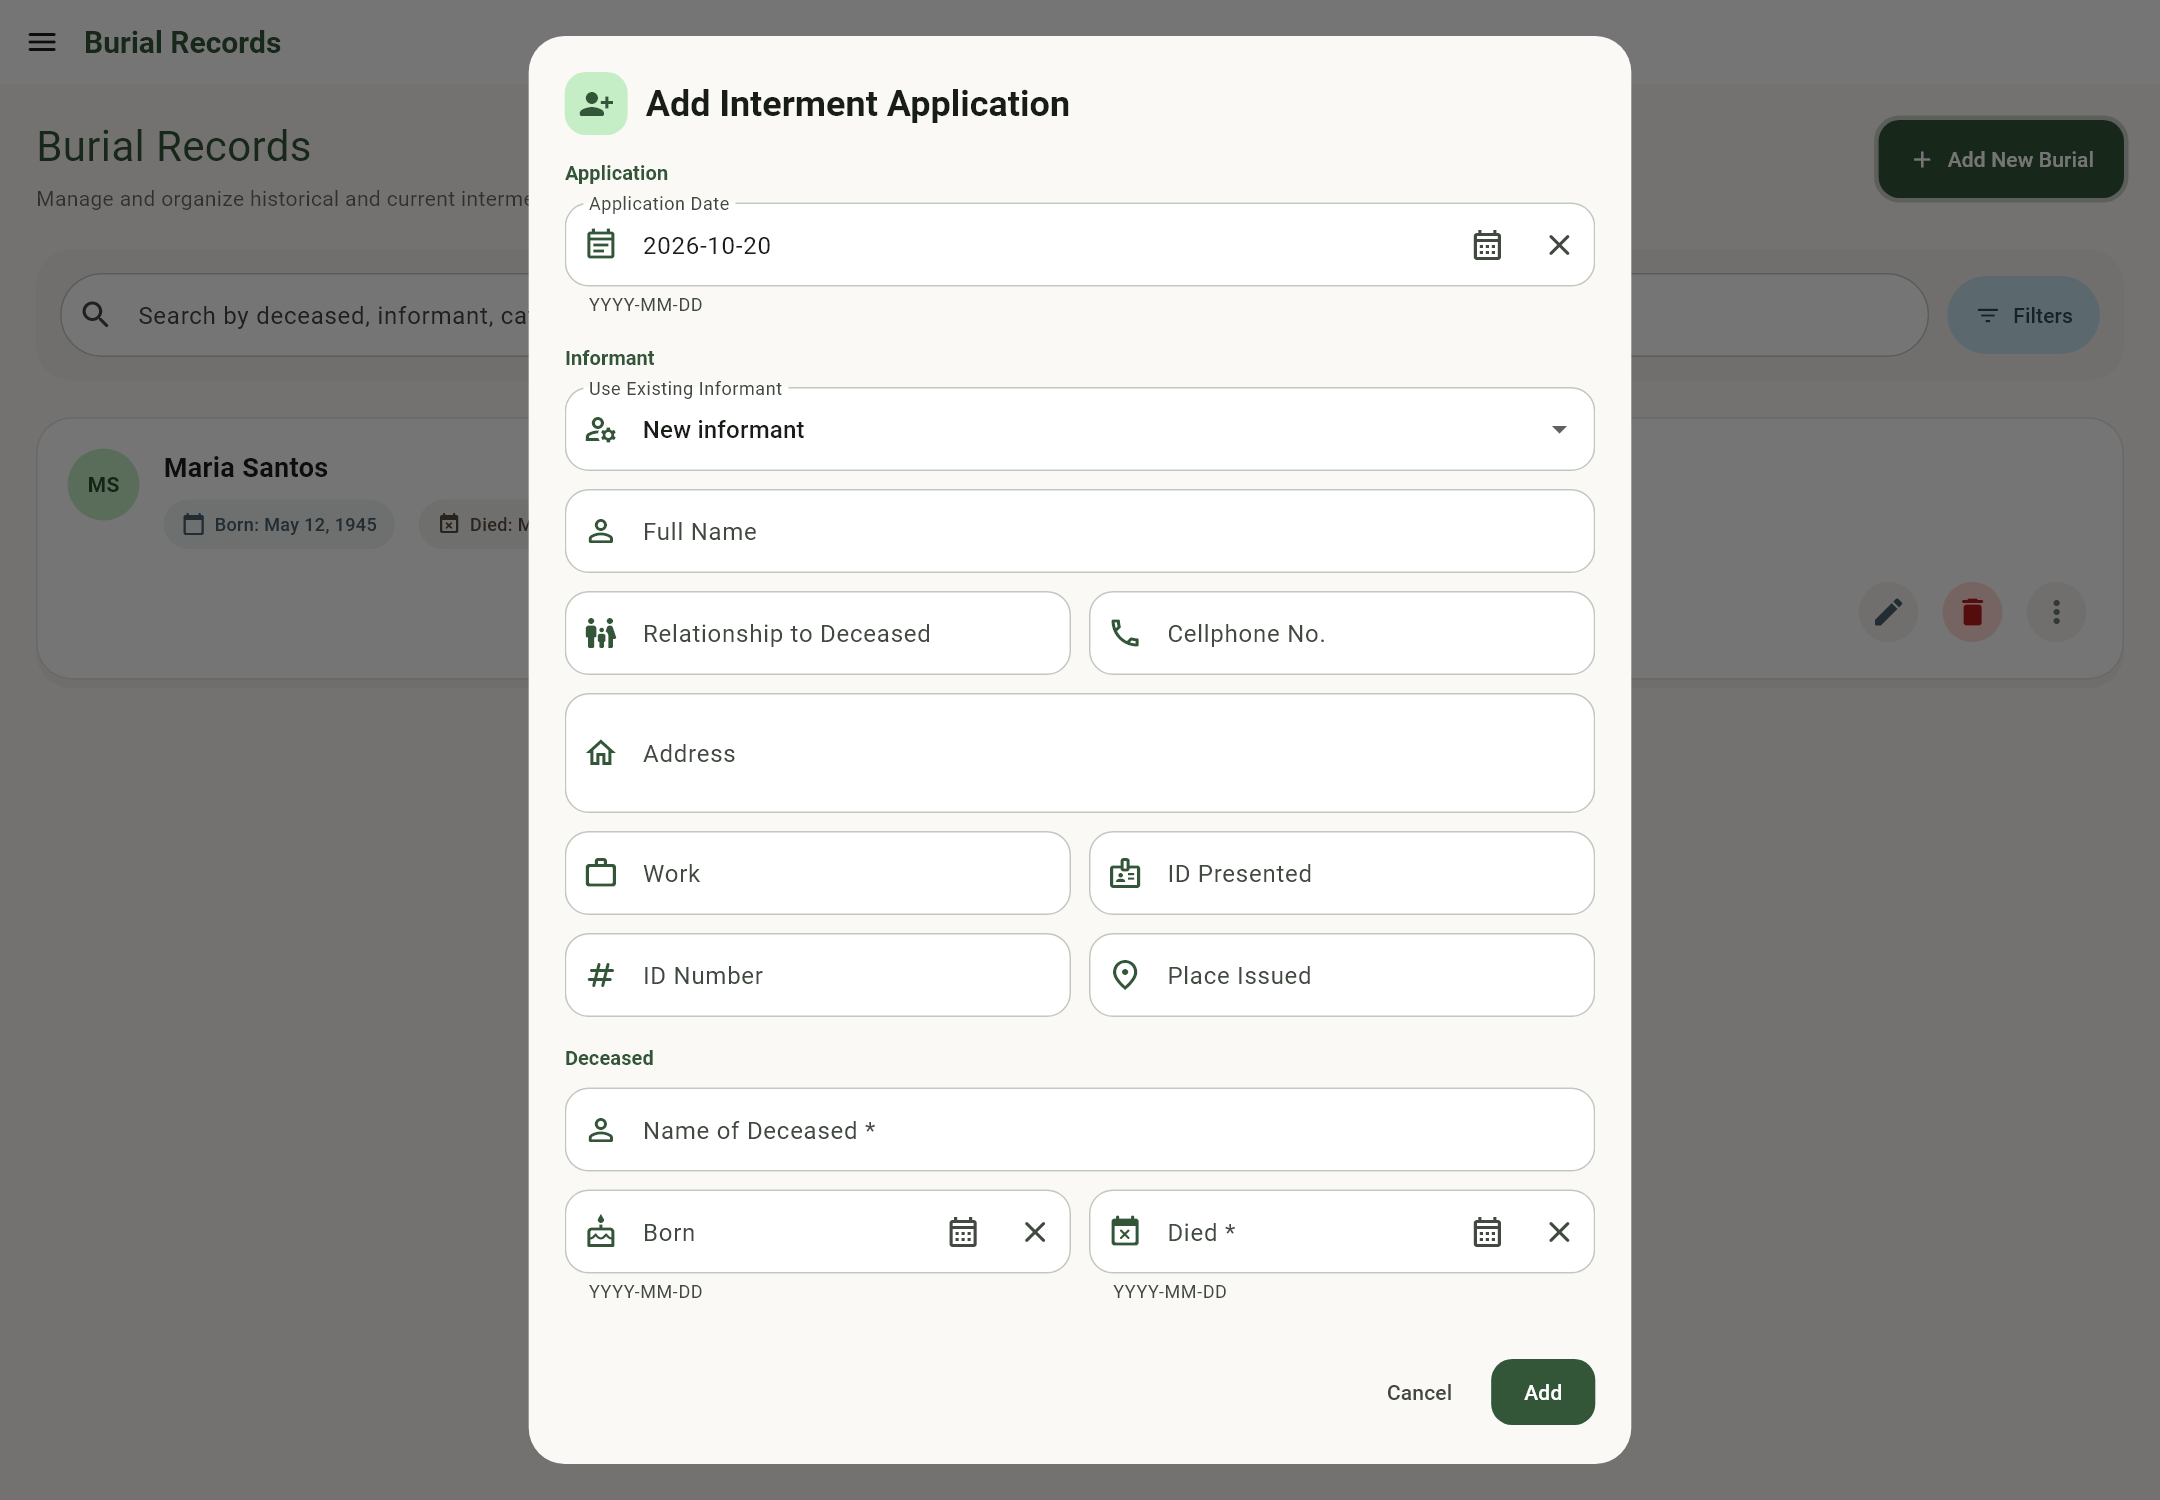 Burial Records
Burial Records
Manage and organize historical and current
Add New Burial
Search by deceased, informant,
Filters
MS
Maria Santos
Born: May 12, 1945
Died:
Add Interment Application
Application
Application Date
2026-10-20
YYYY-MM-DD
Informant
Use Existing Informant
New informant
Full Name
Relationship to Deceased
Cellphone No.
Address
Work
ID Presented
ID Number
Place Issued
Deceased
Name of Deceased *
Born
Died *
YYYY-MM-DD
YYYY-MM-DD
Cancel
Add